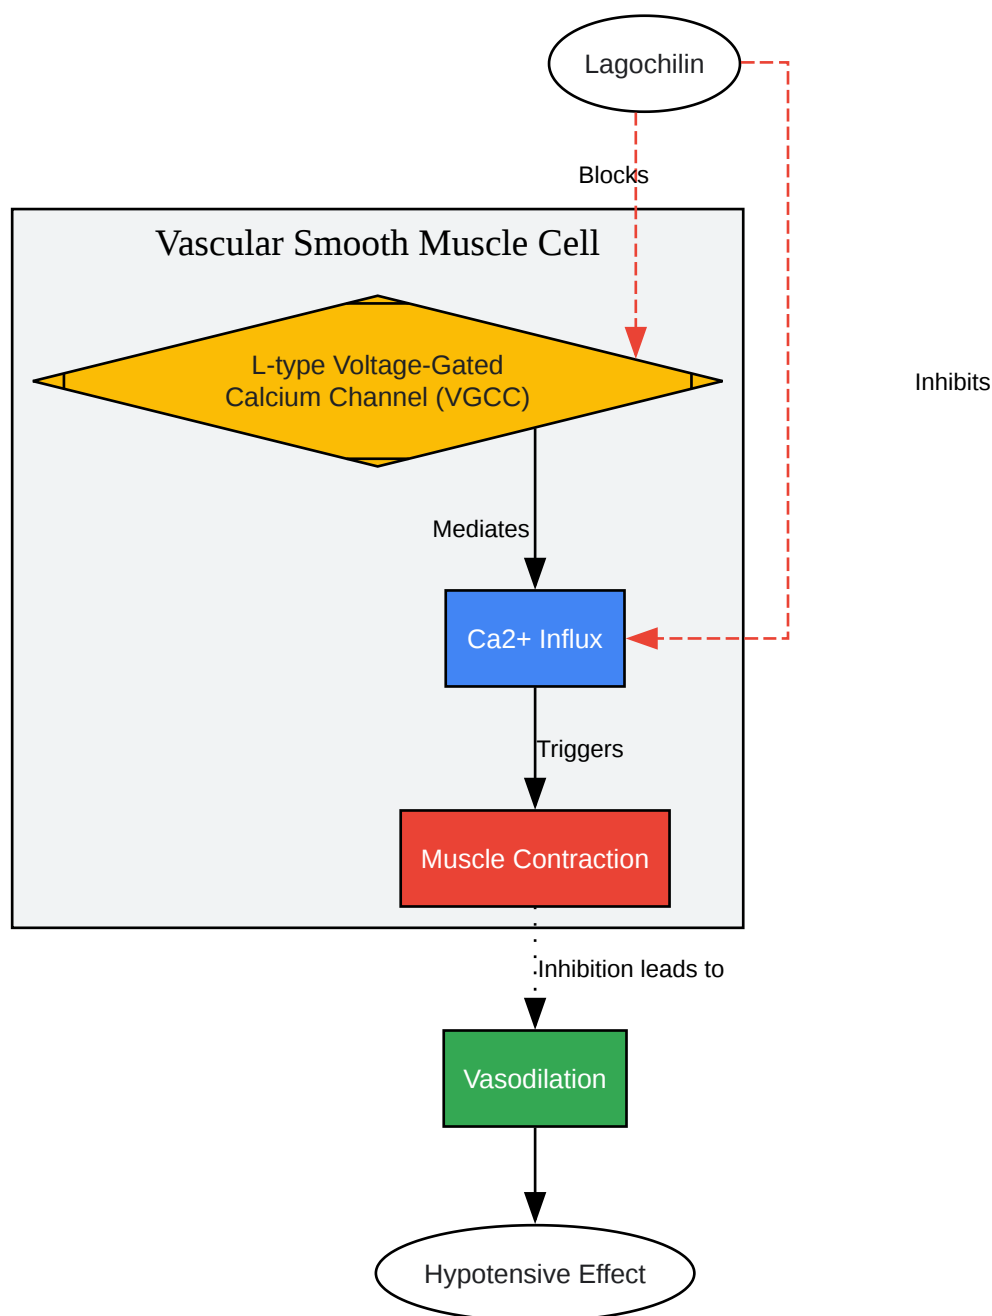 Lagochilin
Blocks
Vascular Smooth Muscle Cell
L-type Voltage-Gated
Calcium Channel (VGCC)
Inhibits
Mediates
Ca2+ Influx
Triggers
Muscle Contraction
Inhibition leads to
Vasodilation
Hypotensive Effect